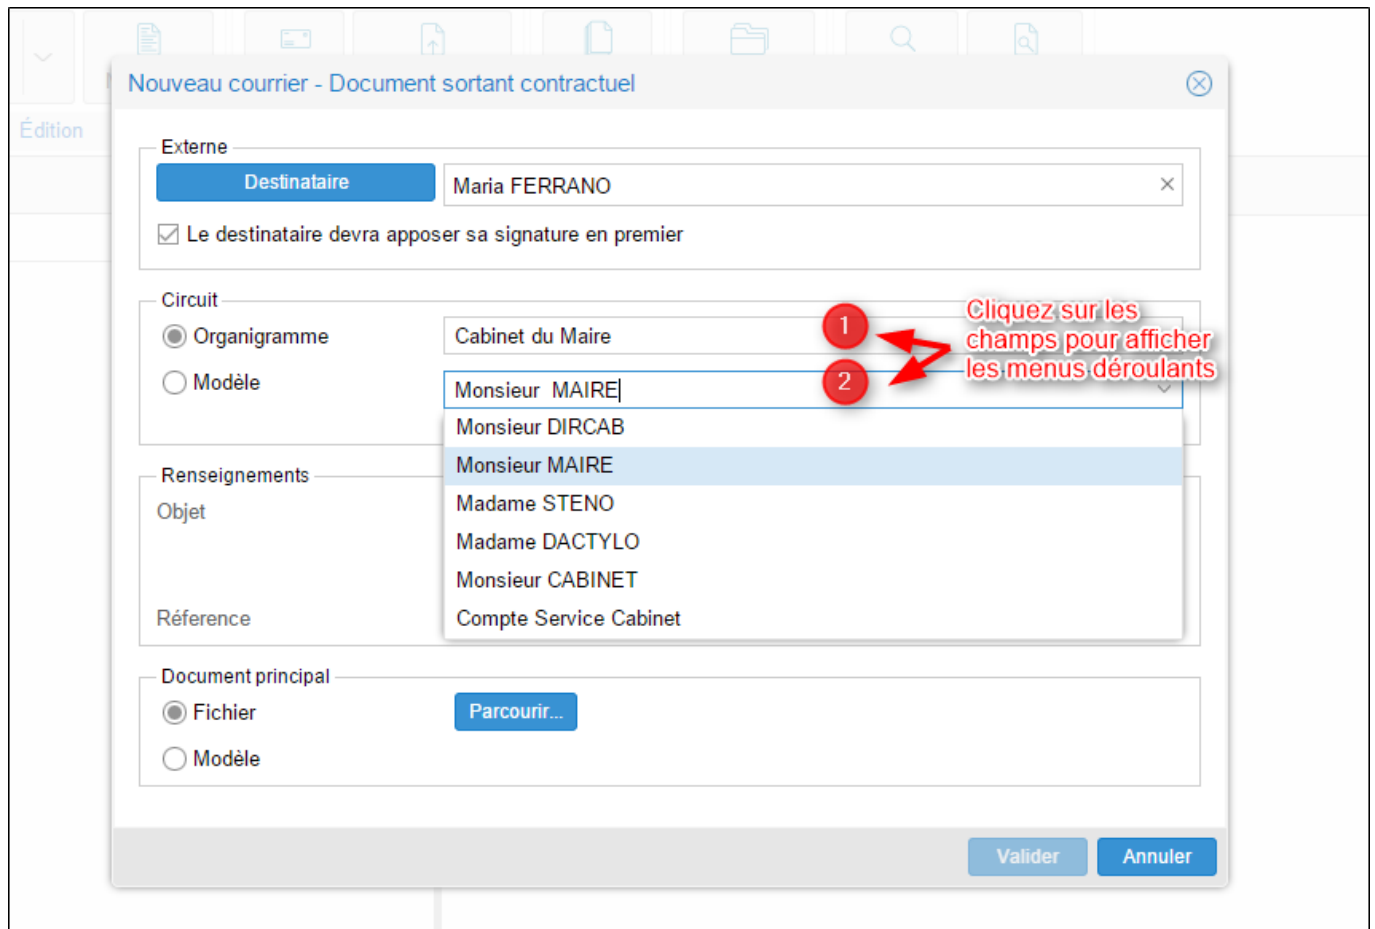 Nouveau courrier - Document sortant contractuel
Édition
Externe
Destinataire
Maria FERRANO
Le destinataire devra apposer sa signature en premier
Circuit
Organigramme
Cabinet du Maire
1
Cliquez sur les
champs pour afficher
les menus déroulants
Modèle
Monsieur  MAIRE
2
Monsieur DIRCAB
Monsieur MAIRE
Madame STENO
Madame DACTYLO
Monsieur CABINET
Compte Service Cabinet
Renseignements
Objet
Réference
Document principal
Fichier
Parcourir...
Modèle
Valider
Annuler